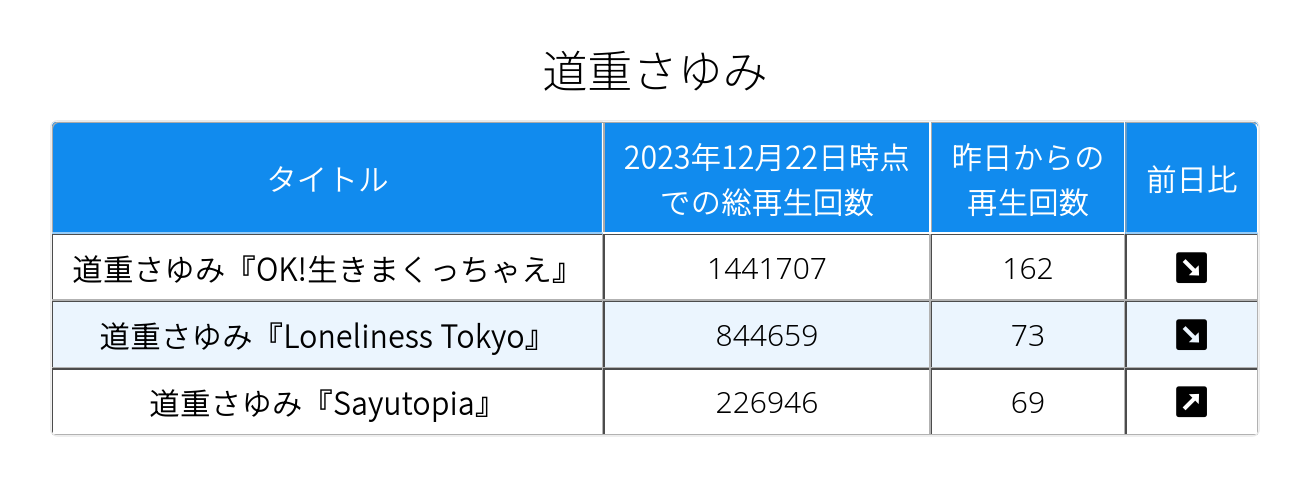 道重さゆみ
タイトル
2023年12月22日時点
での総再生回数
昨日からの
再生回数
前日比
道重さゆみ『OK!生きまくっちゃえ』 1441707 162 ↘
道重さゆみ『Loneliness Tokyo』 844659 73 ↘
道重さゆみ『Sayutopia』 226946 69 ↗